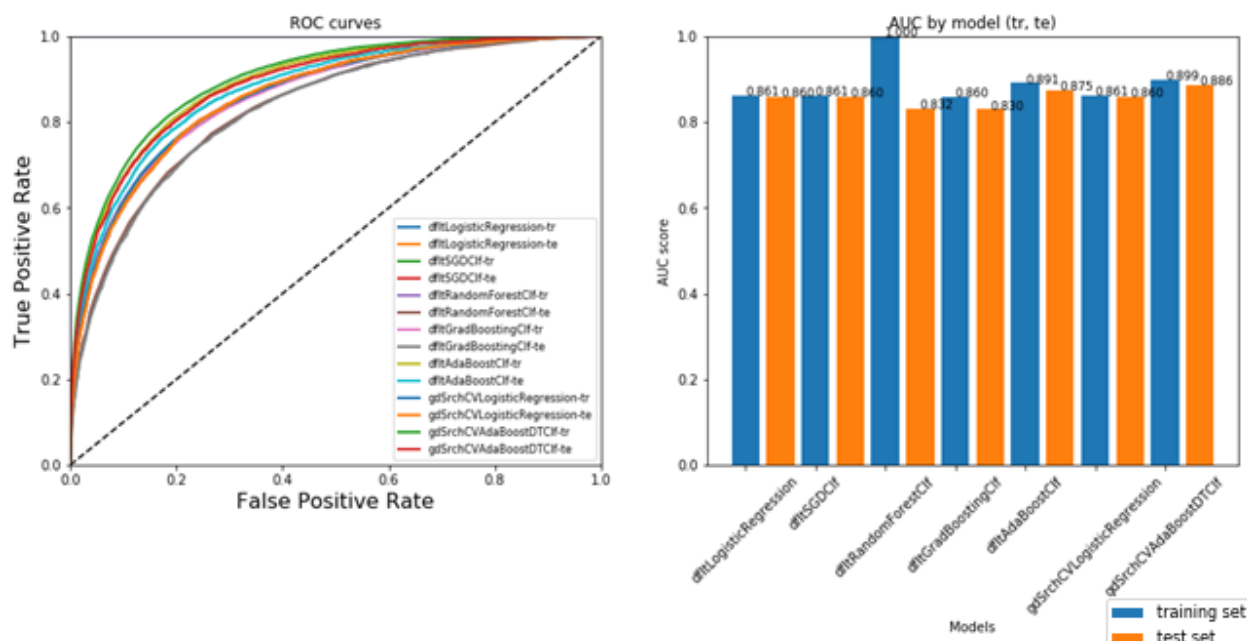 ROC curves
1.0
0.8
0.6
0.4
0.2
0.0
True Positive Rate
0.0 0.2 0.4 0.6 0.8 1.0
False Positive Rate
dfltLogisticRegression-tr
dfltLogisticRegression-te
dfltSGDClf-tr
dfltSGDClf-te
dfltRandomForestClf-tr
dfltRandomForestClf-te
dfltGradBoostingClf-tr
dfltGradBoostingClf-te
dfltAdaBoostClf-tr
dfltAdaBoostClf-te
gdSrchCVLogisticRegression-tr
gdSrchCVLogisticRegression-te
gdSrchCVAdaBoostDTClf-tr
gdSrchCVAdaBoostDTClf-te
AUC by model (tr, te)
1.0
0.8
0.6
0.4
0.2
0.0
AUC score
0.861 0.860 0.861 0.860 1.000 0.832 0.860 0.830 0.891 0.875 0.861 0.860 0.899 0.886
dfltLogisticRegression
dfltSGDClf
dfltRandomForestClf
dfltGradBoostingClf
dfltAdaBoostClf
gdSrchCVLogisticRegression
gdSrchCVAdaBoostDTClf
Models
training set
test set